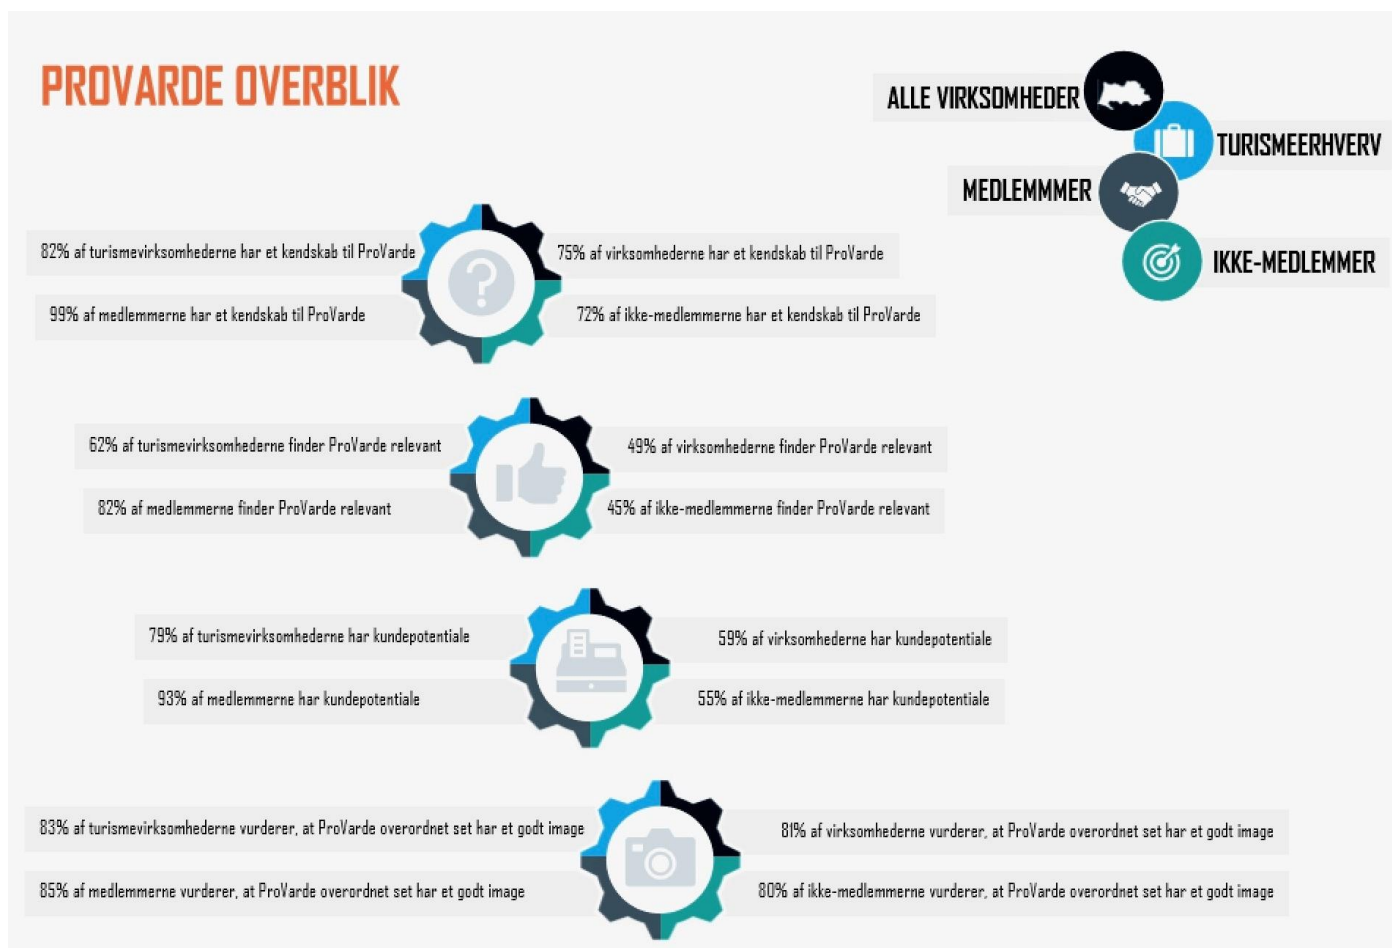 PROVARDE OVERBLIK
ALLE VIRKSOMHEDER
TURISMEERHVERV
MEDLEMMMER
IKKE-MEDLEMMER
82% af turismevirksomhederne har et kendskab til ProVarde
75% af virksomhederne har et kendskab til ProVarde
99% af medlemmerne har et kendskab til ProVarde
72% af ikke-medlemmerne har et kendskab til ProVarde
62% af turismevirksomhederne finder ProVarde relevant
49% af virksomhederne finder ProVarde relevant
82% af medlemmerne finder ProVarde relevant
45% af ikke-medlemmerne finder ProVarde relevant
79% af turismevirksomhederne har kundepotentiale
59% af virksomhederne har kundepotentiale
93% af medlemmerne har kundepotentiale
55% af ikke-medlemmerne har kundepotentiale
83% af turismevirksomhederne vurderer, at ProVarde overordnet set har et godt image
81% af virksomhederne vurderer, at ProVarde overordnet set har et godt image
85% af medlemmerne vurderer, at ProVarde overordnet set har et godt image
80% af ikke-medlemmerne vurderer, at ProVarde overordnet set har et godt image